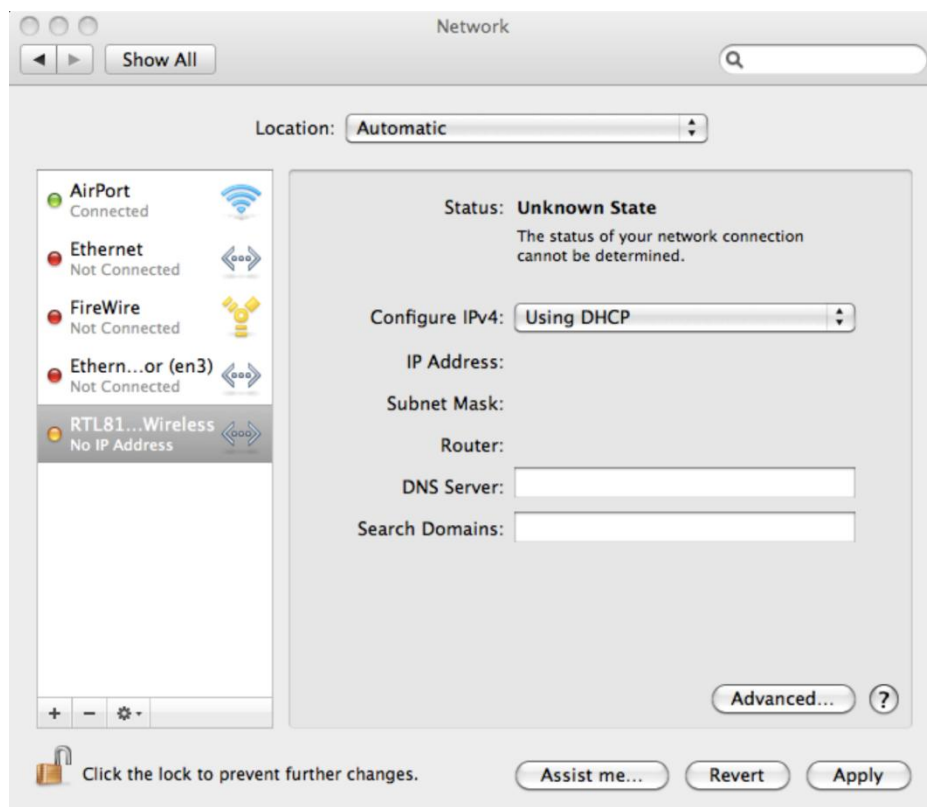 Network
Show All
Location: Automatic
AirPort
Connected
Ethernet
Not Connected
FireWire
Not Connected
Ethern...or (en3)
Not Connected
RTL81...Wireless
No IP Address
Status: Unknown State
The status of your network connection
cannot be determined.
Configure IPv4: Using DHCP
IP Address:
Subnet Mask:
Router:
DNS Server:
Search Domains:
Advanced... ?
+ -
Click the lock to prevent further changes.
Assist me... Revert Apply